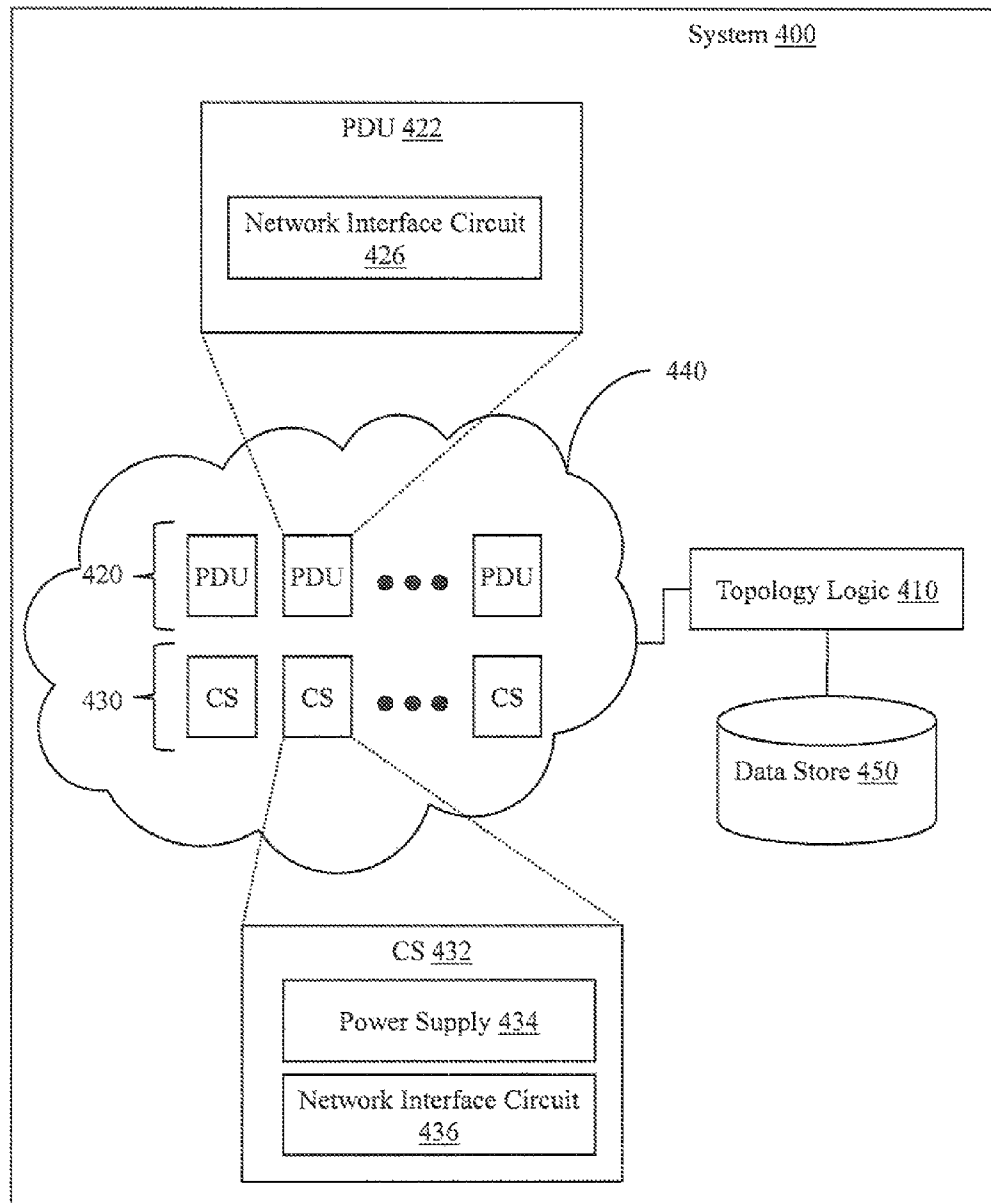 System 400
PDU 422
Network Interface Circuit
426
440
420
PDU PDU PDU
Topology Logic 410
430
CS CS CS
Data Store 450
CS 432
Power Supply 434
Network Interface Circuit
436